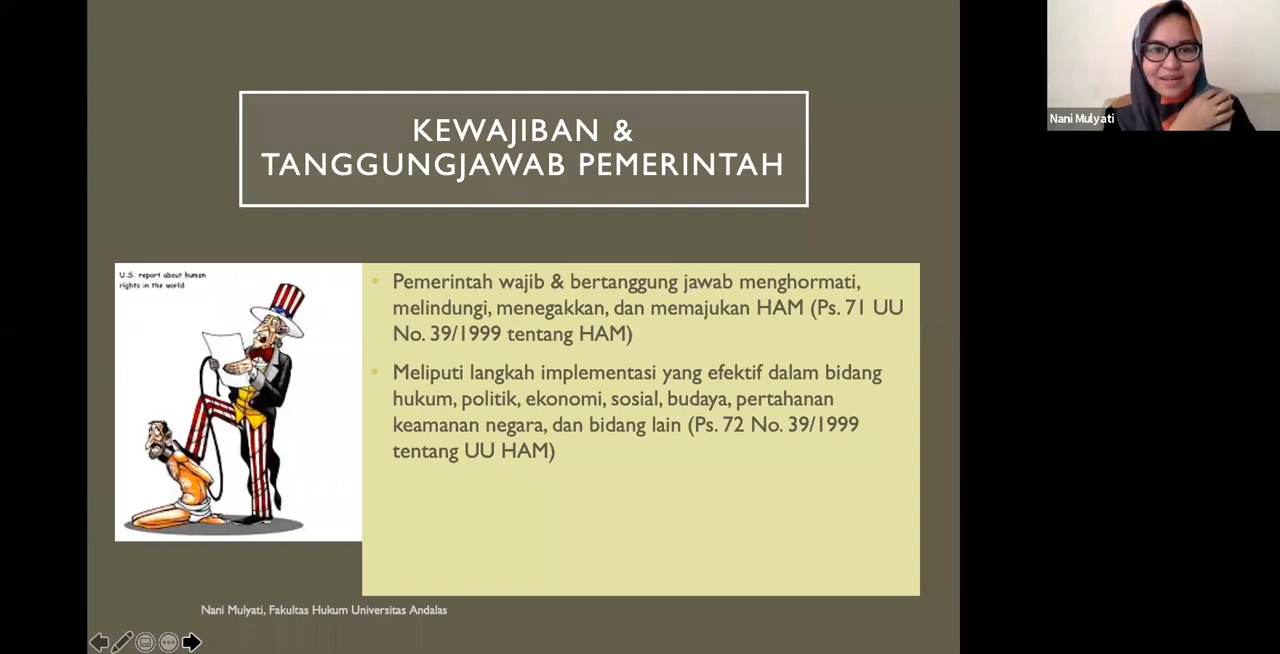 KEWAJIBAN &
TANGGUNGJAWAB PEMERINTAH
Nani Mulyati
U.S. report about human
rights in the world
• Pemerintah wajib & bertanggung jawab menghormati,
melindungi, menegakkan, dan memajukan HAM (Ps. 71 UU
No. 39/1999 tentang HAM)
• Meliputi langkah implementasi yang efektif dalam bidang
hukum, politik, ekonomi, sosial, budaya, pertahanan
keamanan negara, dan bidang lain (Ps. 72 No. 39/1999
tentang UU HAM)
Nani Mulyati, Fakultas Hukum Universitas Andalas